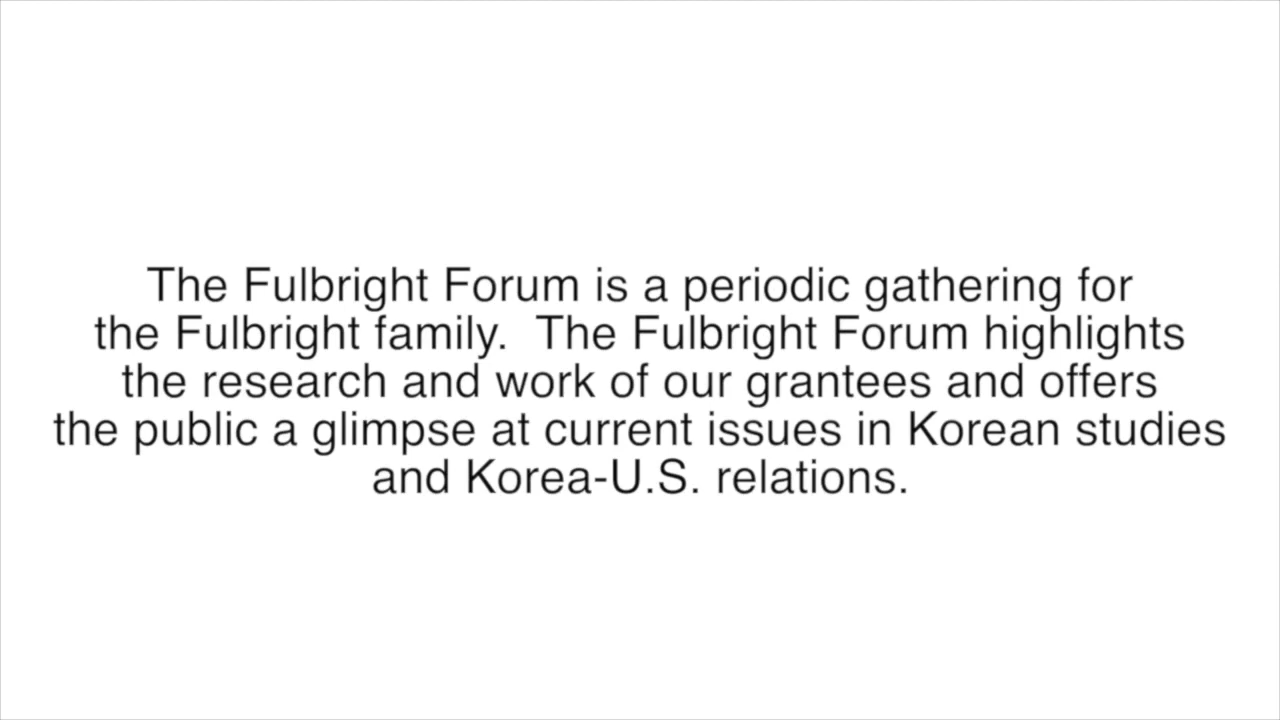 The Fulbright Forum is a periodic gathering for
the Fulbright family.  The Fulbright Forum highlights
the research and work of our grantees and offers
the public a glimpse at current issues in Korean studies
and Korea-U.S. relations.